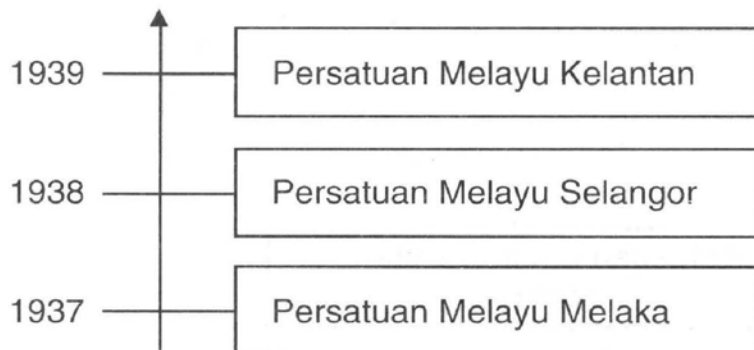 1939 Persatuan Melayu Kelantan
1938 Persatuan Melayu Selangor
1937 Persatuan Melayu Melaka